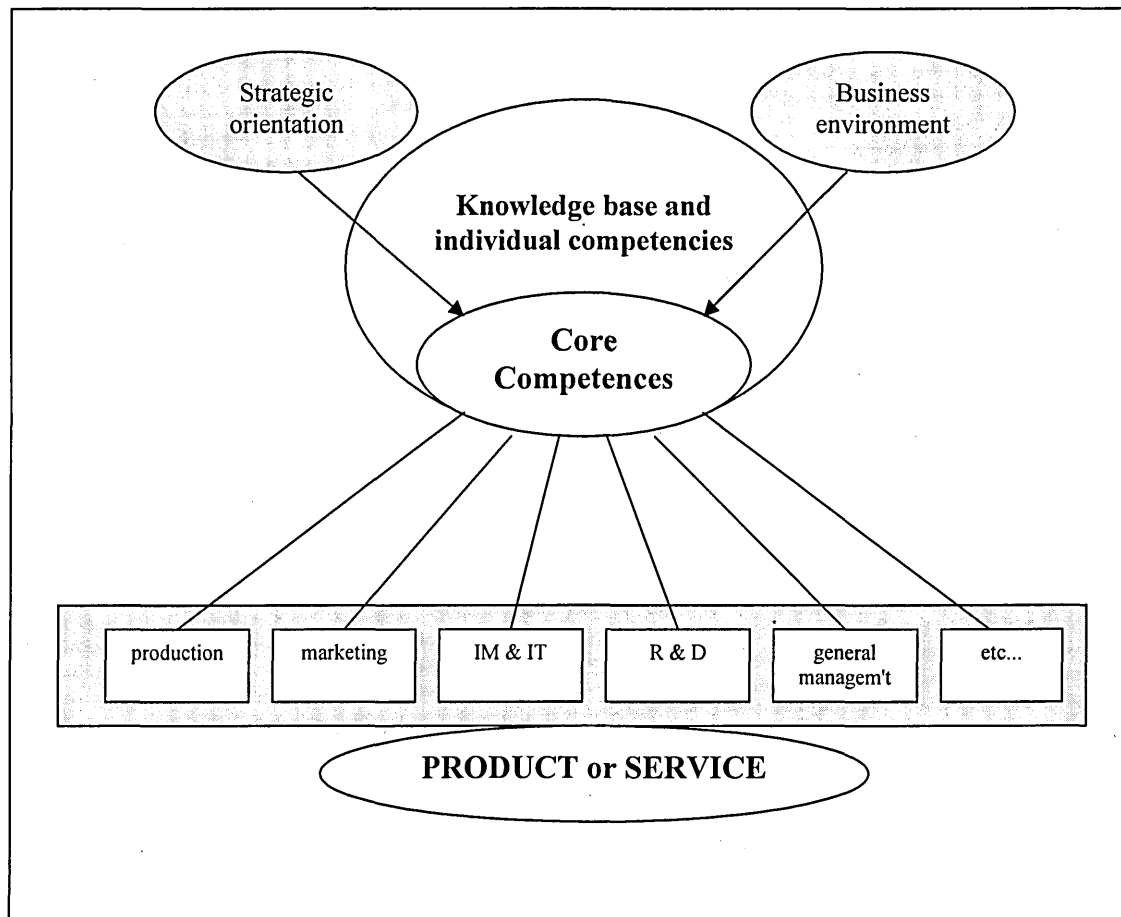 Strategic
orientation
Business
environment
Knowledge base and
individual competencies
Core
Competences
production
marketing
IM & IT
R & D
general
managem't
etc...
PRODUCT or SERVICE